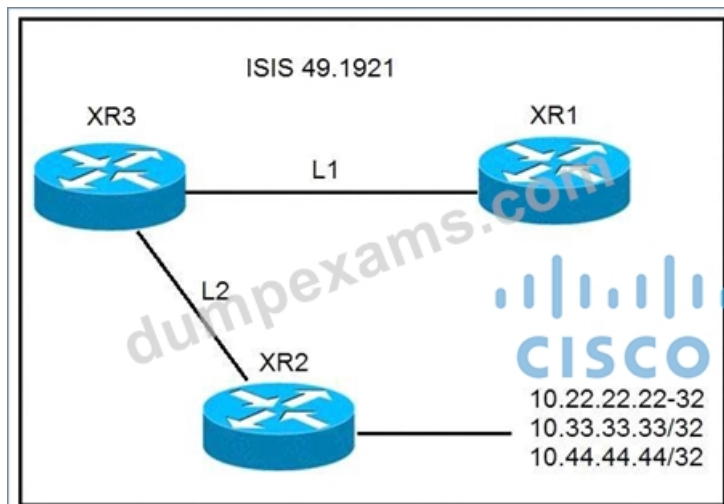 ISIS 49.1921
XR3
XR1
L1
L2
dumpexams.com
CISCO
XR2
10.22.22.22-32
10.33.33.33/32
10.44.44.44/32